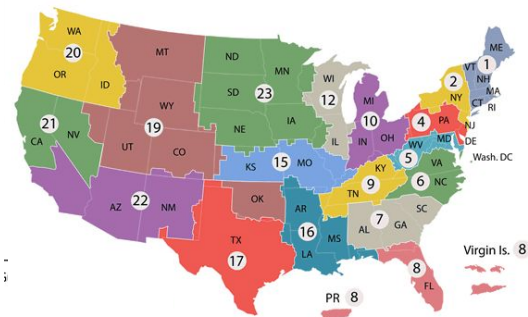 WA
20
OR
ID
MT
WY
19
UT
CO
ND
MN
SD
23
NE
IA
WI
12
IL
MI
10
IN
OH
ME
VT
1
NH
MA
CT
RI
2
NY
4
PA
NJ
DE
MD
WV
5
Wash. DC
VA
6
NC
21
CA
NV
KS
15
MO
KY
9
TN
SC
7
AL
GA
AZ
22
NM
OK
AR
16
MS
LA
TX
17
8
FL
Virgin Is. 8
PR 8